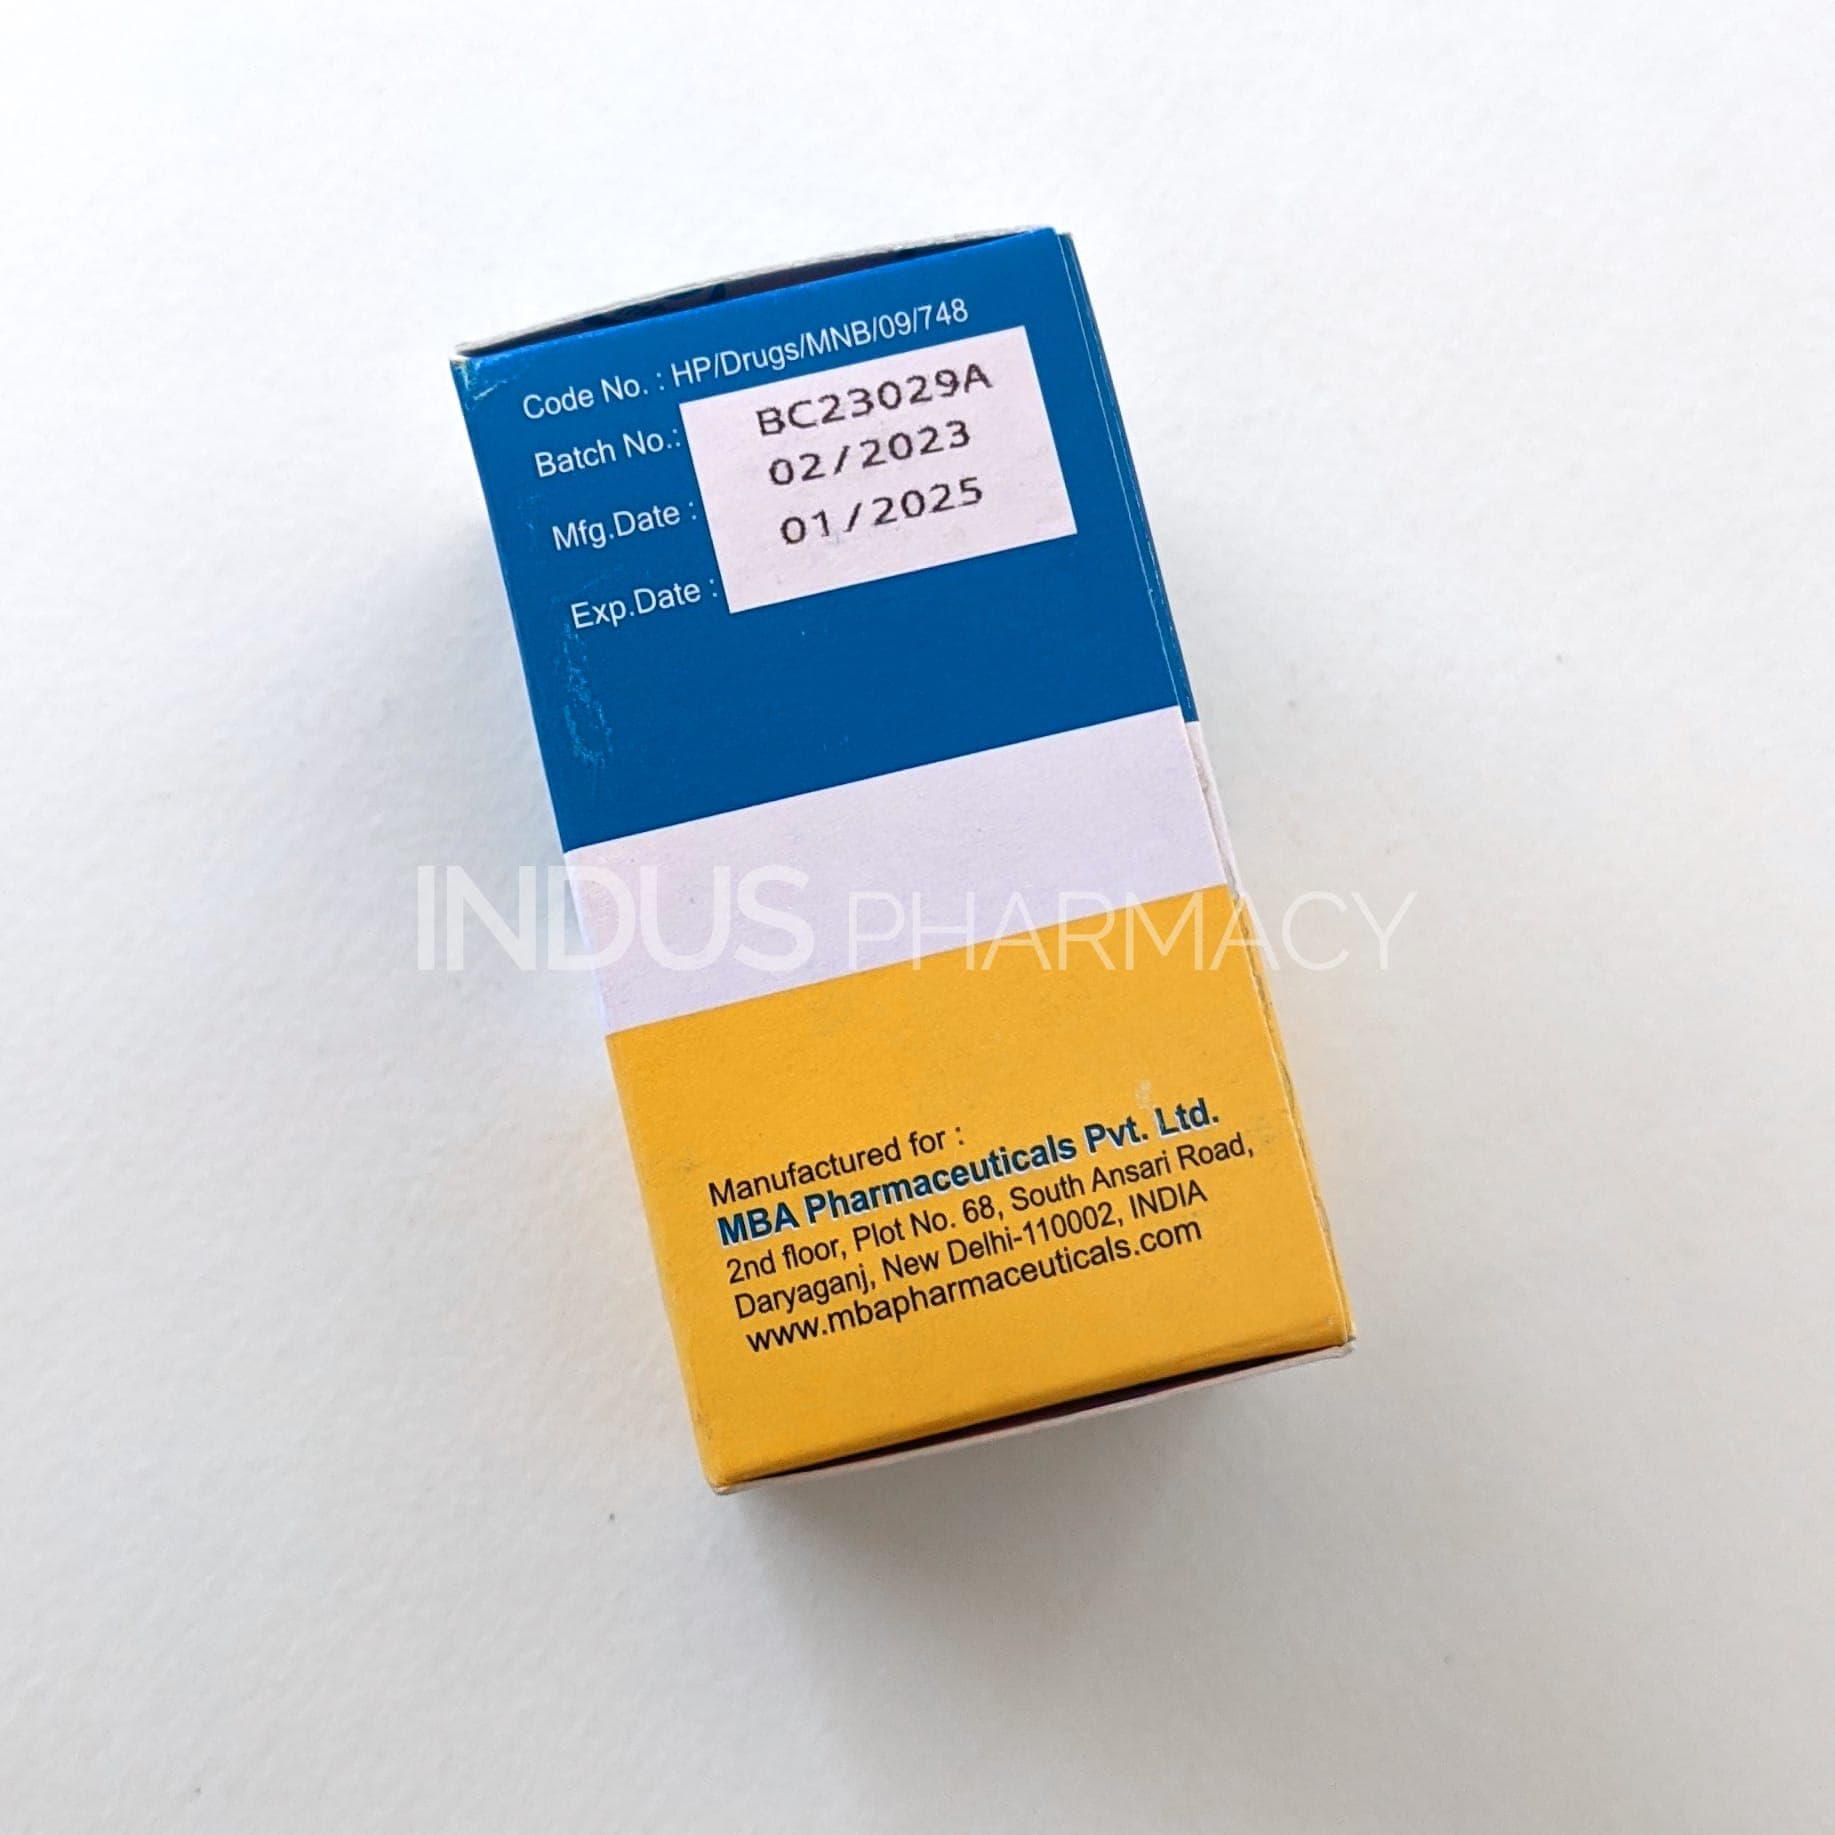 Code No. : HP/Drugs/MNB/09/748
Batch No.: BC23029A
Mfg.Date : 02/2023
Exp.Date : 01/2025
INDUS PHARMACY
Manufactured for :
MBA Pharmaceuticals Pvt. Ltd.
2nd floor, Plot No. 68, South Ansari Road,
Daryaganj, New Delhi-110002, INDIA
www.mbapharmaceuticals.com